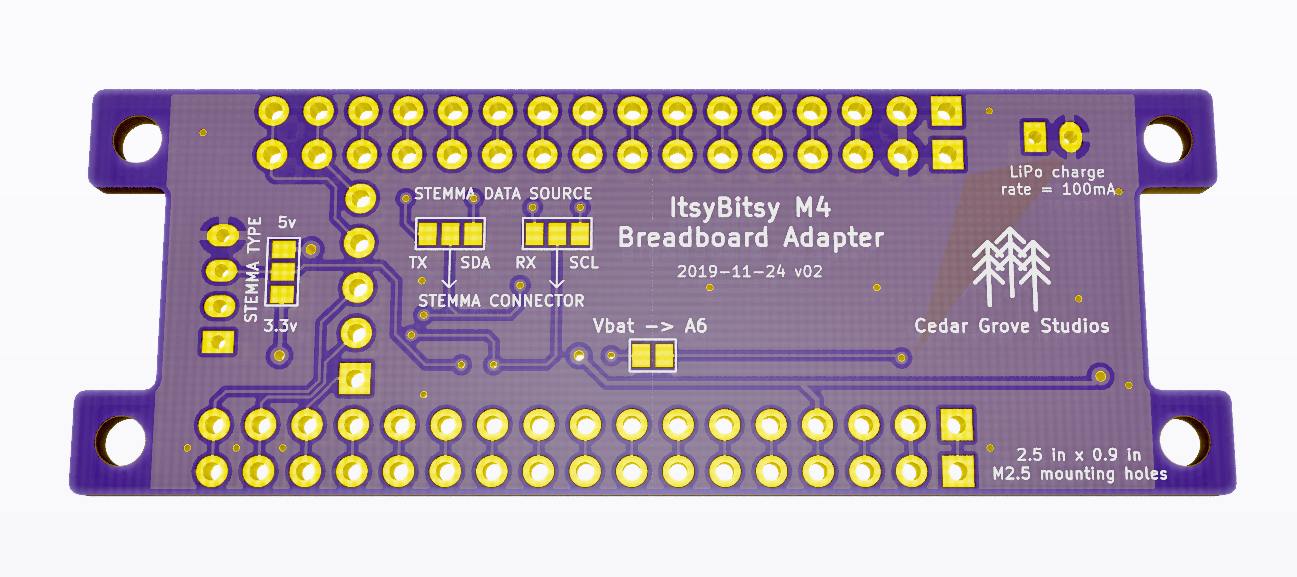 STEMMA DATA SOURCE
TX SDA RX SCL
STEMMA CONNECTOR
STEMMA TYPE
5v
3.3v
ItsyBitsy M4
Breadboard Adapter
2019-11-24 v02
Vbat -> A6
LiPo charge
rate = 100mA
Cedar Grove Studios
2.5 in x 0.9 in
M2.5 mounting holes